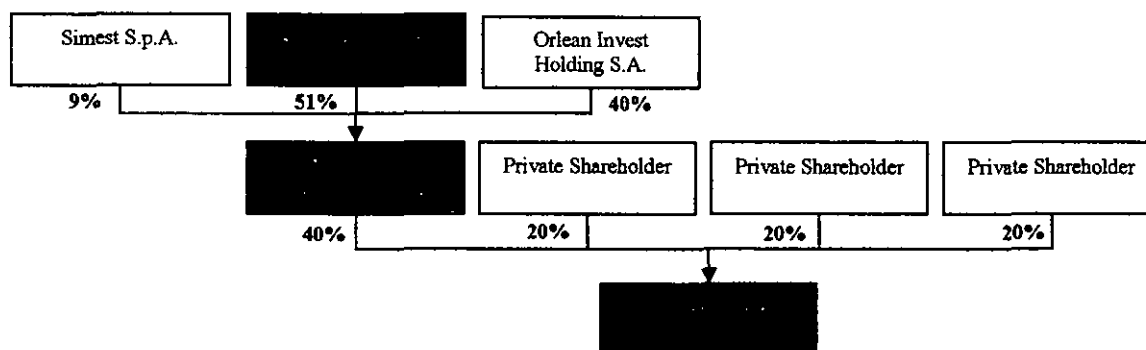 Simest S.p.A.
Orlean Invest
Holding S.A.
9%
51%
40%
Private Shareholder
Private Shareholder
Private Shareholder
40%
20%
20%
20%